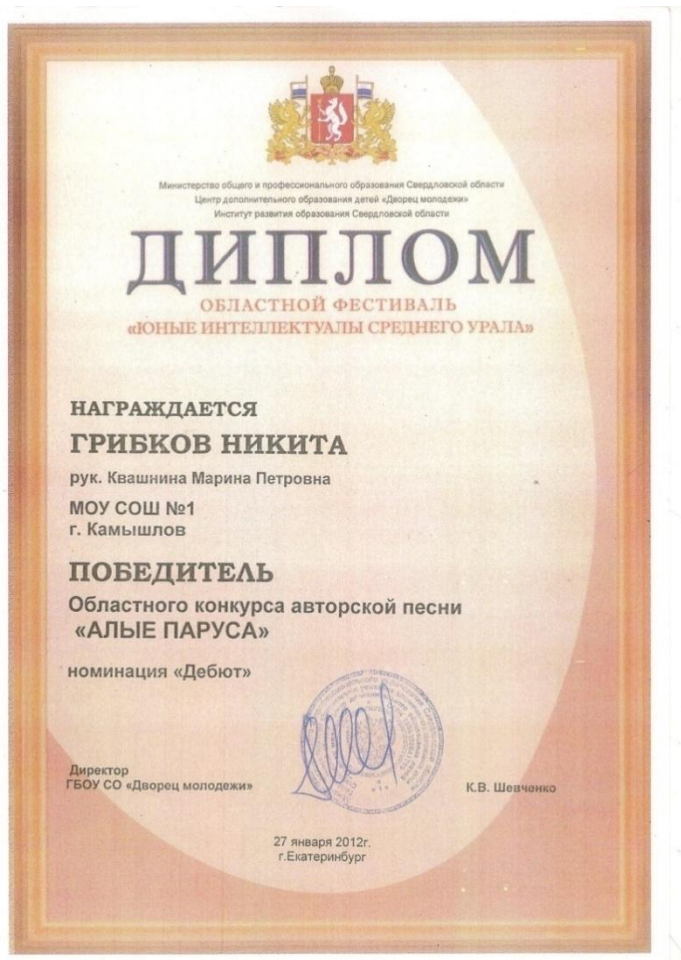 Министерство общего и профессионального образования Свердловской области
Центр дополнительного образования детей «Дворец молодежи»
Институт развития образования Свердловской области
ДИПЛОМ
ОБЛАСТНОЙ ФЕСТИВАЛЬ
«ЮНЫЕ ИНТЕЛЛЕКТУАЛЫ СРЕДНЕГО УРАЛА»
НАГРАЖДАЕТСЯ
ГРИБКОВ НИКИТА
рук. Квашнина Марина Петровна
МОУ СОШ №1
г. Камышлов
ПОБЕДИТЕЛЬ
Областного конкурса авторской песни
«АЛЫЕ ПАРУСА»
номинация «Дебют»
Директор
ГБОУ СО «Дворец молодежи»
К.В. Шевченко
27 января 2012г.
г.Екатеринбург